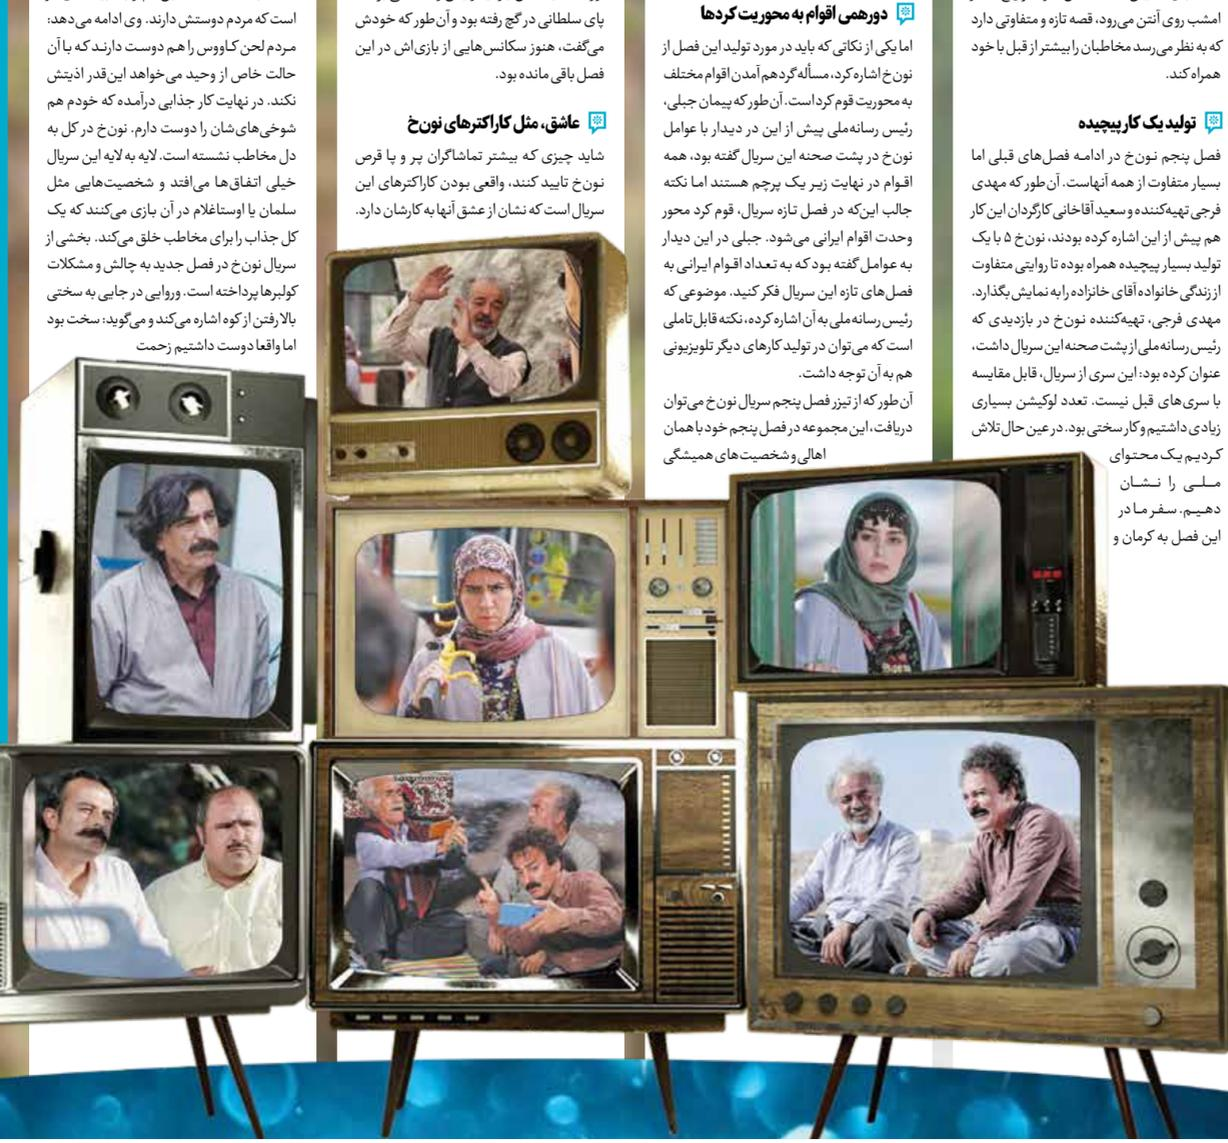 امشب روی آنتن می‌رود، قصه تازه و متفاوتی دارد
که به نظر می‌رسد مخاطبان را بیشتر از قبل با خود
همراه کند.
تولید یک کار پیچیده
فصل پنجم نون‌خ در ادامه فصل‌های قبلی اما
بسیار متفاوت از همه آنهاست. آن‌طور که مهدی
فرجی تهیه‌کننده و سعید آقاخانی کارگردان این کار
هم پیش از این اشاره کرده بودند، نون‌خ ۵ با یک
تولید بسیار پیچیده همراه بوده تا روایتی متفاوت
از زندگی خانواده آقای خانزاده را به نمایش بگذارد.
مهدی فرجی، تهیه‌کننده نون‌خ در بازدیدی که
رئیس رسانه‌ملی از پشت صحنه این سریال داشت،
عنوان کرده بود: این سری از سریال، قابل مقایسه
با سری‌های قبل نیست. تعدد لوکیشن بسیاری
زیادی داشتیم و کار سختی بود. در عین حال تلاش
کردیم یک محتوای
ملی را نشان
دهیم. سفر ما در
این فصل به کرمان و
دورهمی اقوام به محوریت کردها
اما یکی از نکاتی که باید در مورد تولید این فصل از
نون‌خ اشاره کرد، مسأله گردهم آمدن اقوام مختلف
به محوریت قوم کرد است. آن‌طور که پیمان جبلی،
رئیس رسانه‌ملی پیش از این در دیدار با عوامل
نون‌خ در پشت صحنه این سریال گفته بود، همه
اقوام در نهایت زیر یک پرچم هستند اما نکته
جالب این‌که در فصل تازه سریال، قوم کرد محور
وحدت اقوام ایرانی می‌شود. جبلی در این دیدار
به عوامل گفته بود که به تعداد اقوام ایرانی به
فصل‌های تازه این سریال فکر کنید. موضوعی که
رئیس رسانه‌ملی به آن اشاره کرده، نکته قابل‌تاملی
است که می‌توان در تولید کارهای دیگر تلویزیونی
هم به آن توجه داشت.
آن‌طور که از تیزر فصل پنجم سریال نون‌خ می‌توان
دریافت، این مجموعه در فصل پنجم خود با همان
اهالی و شخصیت‌های همیشگی
پای سلطانی در گچ رفته بود و آن‌طور که خودش
می‌گفت، هنوز سکانس‌هایی از بازی‌اش در این
فصل باقی مانده بود.
عاشق، مثل کاراکترهای نون‌خ
شاید چیزی که بیشتر تماشاگران پر و پا قرص
نون‌خ تایید کنند، واقعی بودن کاراکترهای این
سریال است که نشان از عشق آنها به کارشان دارد.
است که مردم دوستش دارند. وی ادامه می‌دهد:
مردم لحن کاووس را هم دوست دارند که با آن
حالت خاص از وحید می‌خواهد این‌قدر اذیتش
نکند. در نهایت کار جذابی درآمده که خودم هم
شوخی‌های‌شان را دوست دارم. نون‌خ در کل به
دل مخاطب نشسته است. لایه به لایه این سریال
خیلی اتفاق‌ها می‌افتد و شخصیت‌هایی مثل
سلمان یا اوستاغلام در آن بازی می‌کنند که یک
کل جذاب را برای مخاطب خلق می‌کند. بخشی از
سریال نون‌خ در فصل جدید به چالش و مشکلات
کولبرها پرداخته است. وروایی در جایی به سختی
بالا رفتن از کوه اشاره می‌کند و می‌گوید: سخت بود
اما واقعا دوست داشتیم زحمت